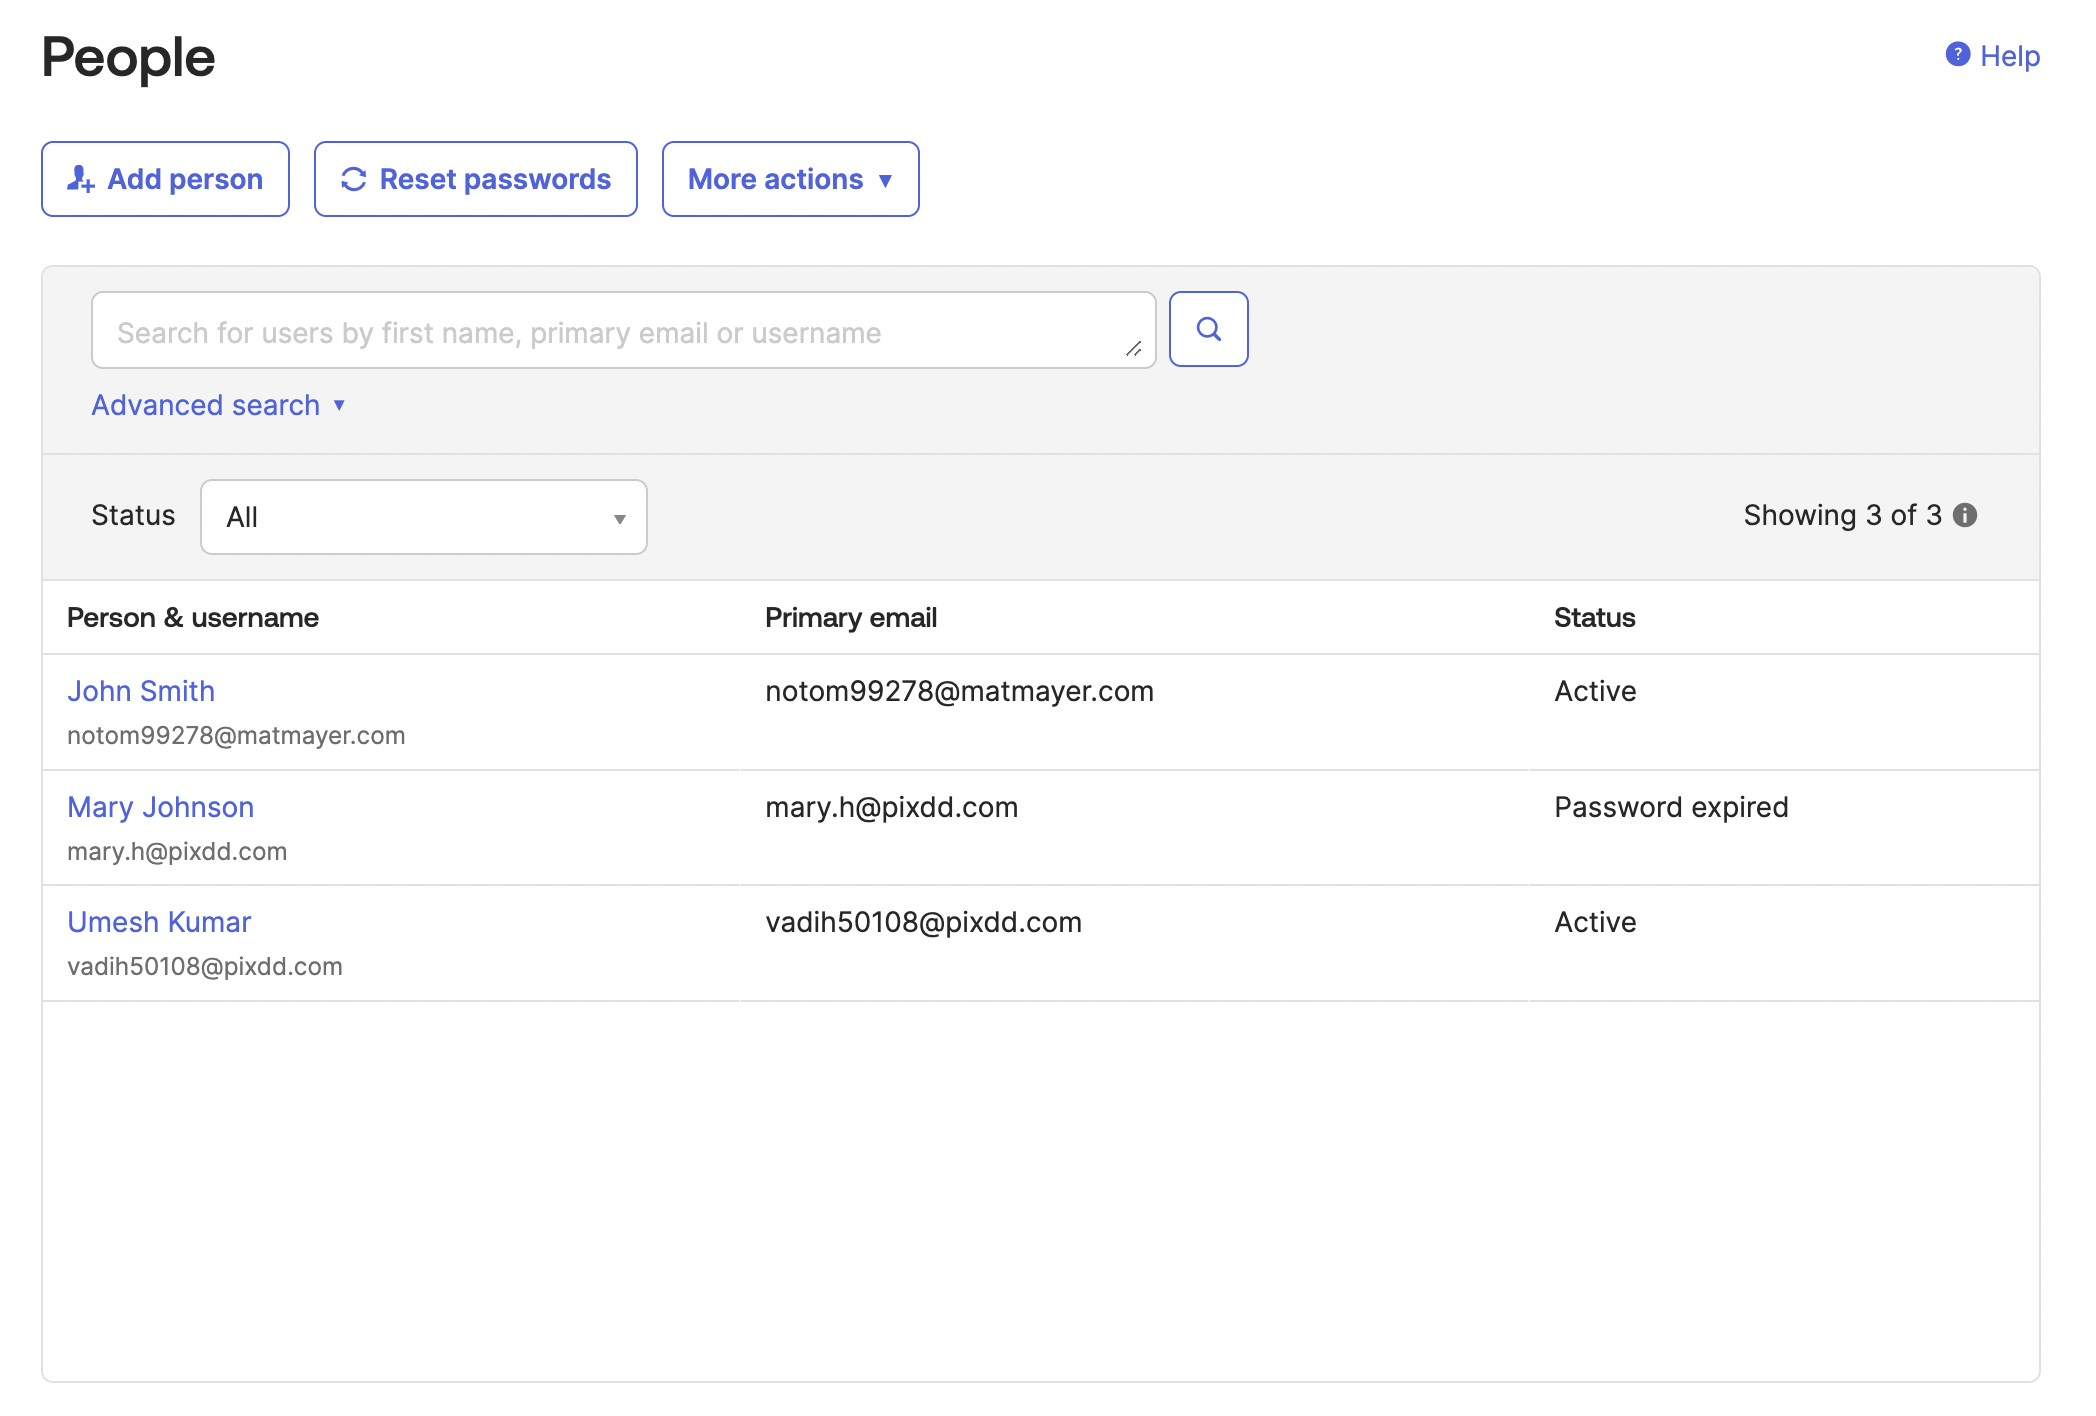 People
Help
Add person
Reset passwords
More actions ▼
Search for users by first name, primary email or username
Advanced search ▼
Status
All
Showing 3 of 3
Person & username
Primary email
Status
John Smith
notom99278@matmayer.com
Active
notom99278@matmayer.com
Mary Johnson
mary.h@pixdd.com
Password expired
mary.h@pixdd.com
Umesh Kumar
vadih50108@pixdd.com
Active
vadih50108@pixdd.com